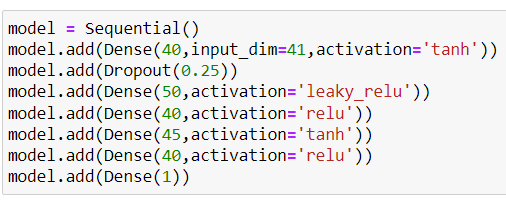 model = Sequential()
model.add(Dense(40,input_dim=41,activation='tanh'))
model.add(Dropout(0.25))
model.add(Dense(50,activation='leaky_relu'))
model.add(Dense(40,activation='relu'))
model.add(Dense(45,activation='tanh'))
model.add(Dense(40,activation='relu'))
model.add(Dense(1))